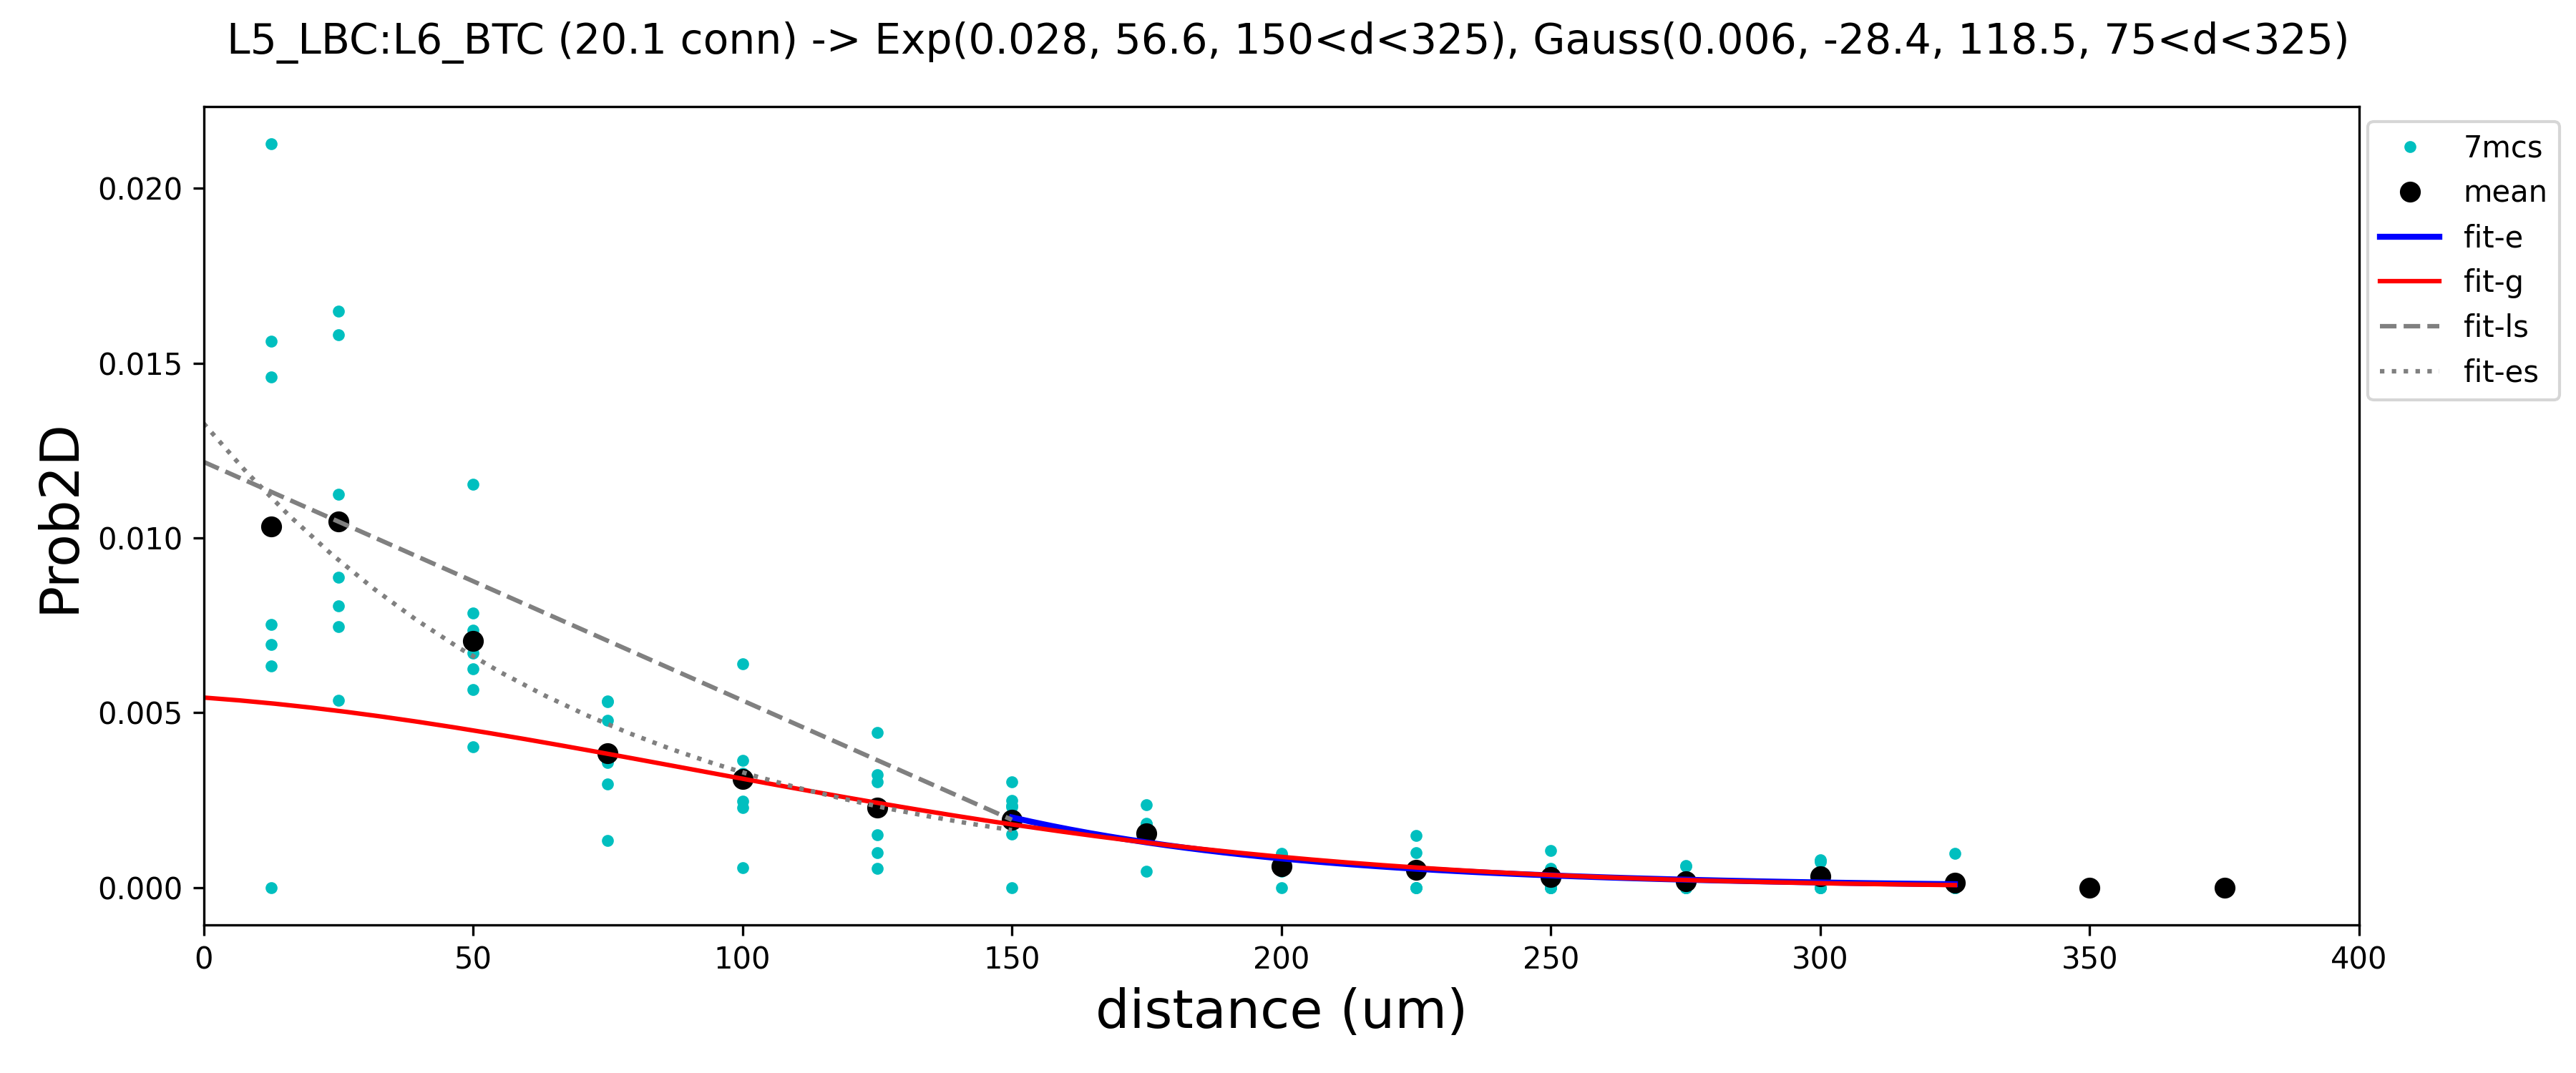 L5_LBC:L6_BTC (20.1 conn) -> Exp(0.028, 56.6, 150<d<325), Gauss(0.006, -28.4, 118.5, 75<d<325)
7mcs
mean
fit-e
fit-g
fit-ls
fit-es
Prob2D
0.020
0.015
0.010
0.005
0.000
0 50 100 150 200 250 300 350 400
distance (um)